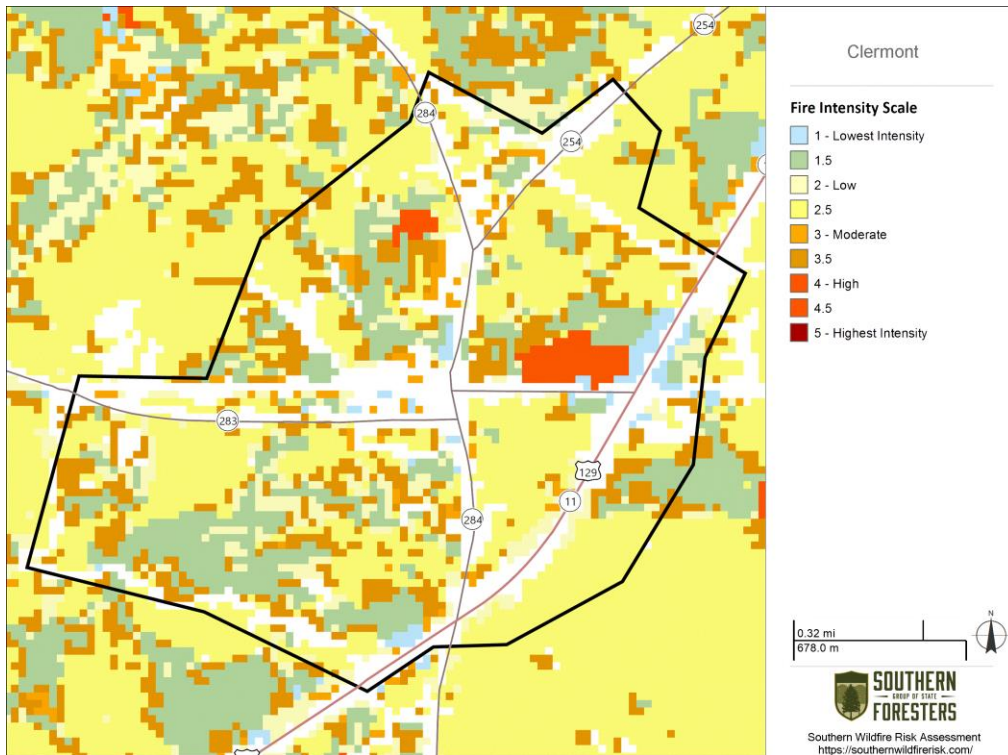 Clermont
Fire Intensity Scale
1 - Lowest Intensity
1.5
2 - Low
2.5
3 - Moderate
3.5
4 - High
4.5
5 - Highest Intensity
254
284
254
283
129
11
284
0.32 mi
678.0 m
N
SOUTHERN
GROUP OF STATE
FORESTERS
Southern Wildfire Risk Assessment
https://southernwildfirerisk.com/